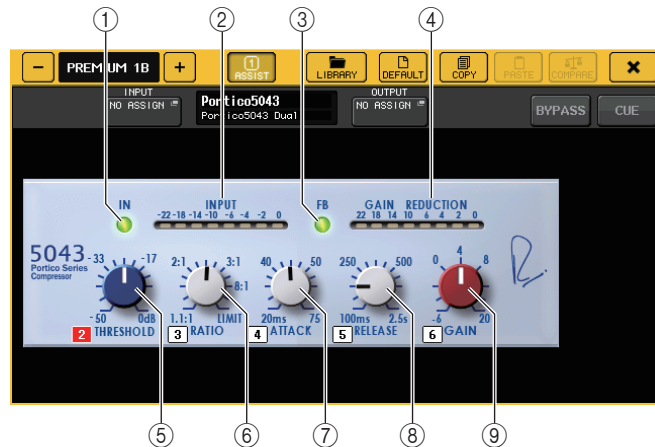 ① ② ③ ④
− PREMIUM 1B + 1 ASSIST LIBRARY DEFAULT COPY PASTE COMPARE ×
INPUT
NO ASSIGN
Portico5043
Portico5043 Dual
OUTPUT
NO ASSIGN
BYPASS CUE
IN INPUT FB GAIN REDUCTION
-22 -18 -14 -10 -6 -4 -2 0
22 18 14 10 6 4 2 0
5043
Portico Series
Compressor
-33 -17
-50 0dB
2 THRESHOLD
2:1 3:1
8:1
1.1:1 LIMIT
3 RATIO
40 50
20ms 75
4 ATTACK
250 500
100ms 2.5s
5 RELEASE
0 4 8
-6 20
6 GAIN
R.
⑤ ⑥ ⑦ ⑧ ⑨